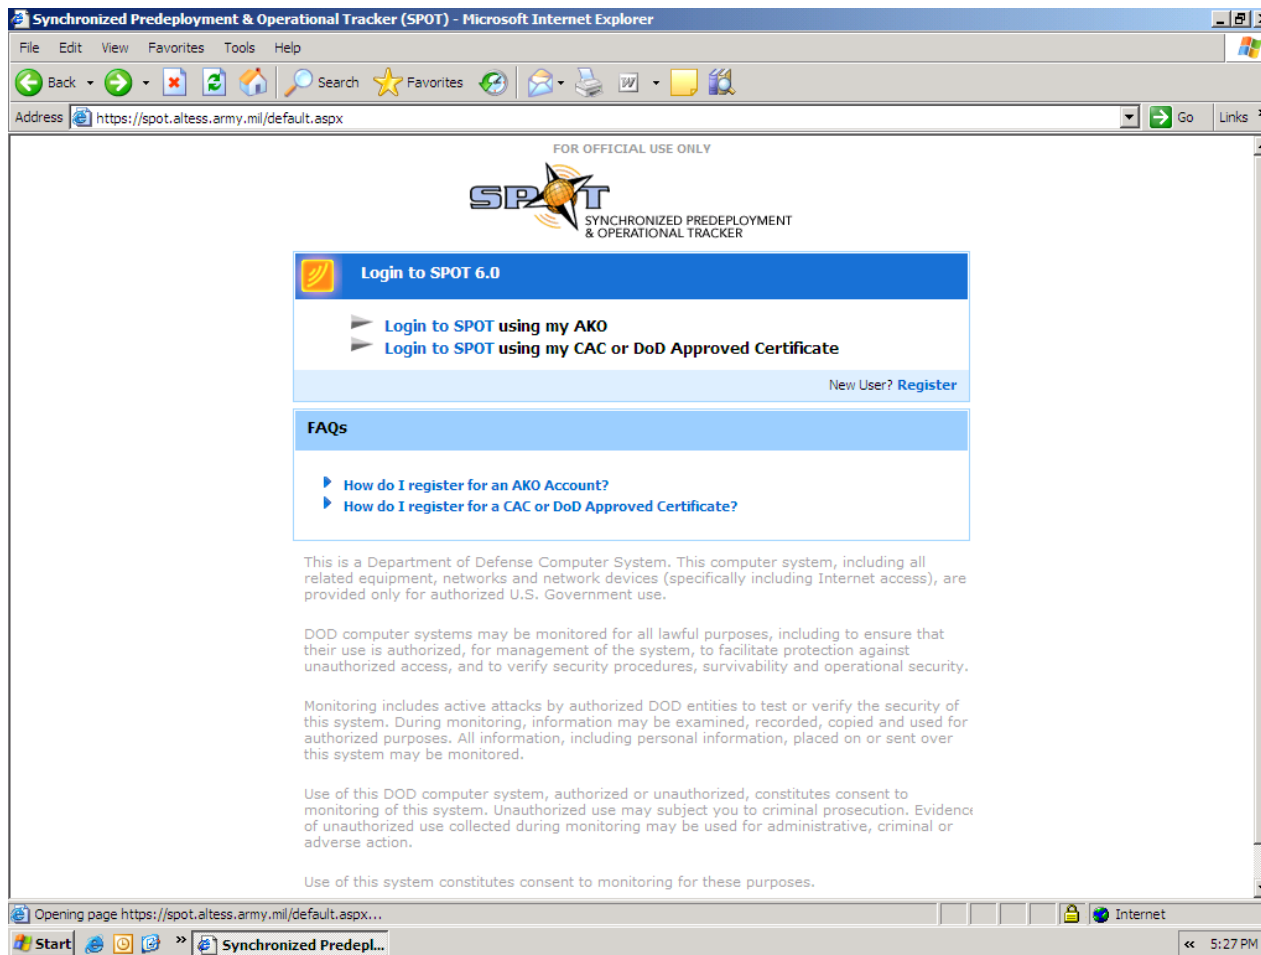 Synchronized Predeployment & Operational Tracker (SPOT) - Microsoft Internet Explorer
File Edit View Favorites Tools Help
Back Search Favorites
Address https://spot.altess.army.mil/default.aspx Go Links
FOR OFFICIAL USE ONLY
SPOT
SYNCHRONIZED PREDEPLOYMENT
& OPERATIONAL TRACKER
Login to SPOT 6.0
Login to SPOT using my AKO
Login to SPOT using my CAC or DoD Approved Certificate
New User? Register
FAQs
How do I register for an AKO Account?
How do I register for a CAC or DoD Approved Certificate?
This is a Department of Defense Computer System. This computer system, including all
related equipment, networks and network devices (specifically including Internet access), are
provided only for authorized U.S. Government use.
DOD computer systems may be monitored for all lawful purposes, including to ensure that
their use is authorized, for management of the system, to facilitate protection against
unauthorized access, and to verify security procedures, survivability and operational security.
Monitoring includes active attacks by authorized DOD entities to test or verify the security of
this system. During monitoring, information may be examined, recorded, copied and used for
authorized purposes. All information, including personal information, placed on or sent over
this system may be monitored.
Use of this DOD computer system, authorized or unauthorized, constitutes consent to
monitoring of this system. Unauthorized use may subject you to criminal prosecution. Evidence
of unauthorized use collected during monitoring may be used for administrative, criminal or
adverse action.
Use of this system constitutes consent to monitoring for these purposes.
Opening page https://spot.altess.army.mil/default.aspx... Internet
Start » Synchronized Predepl... « 5:27 PM